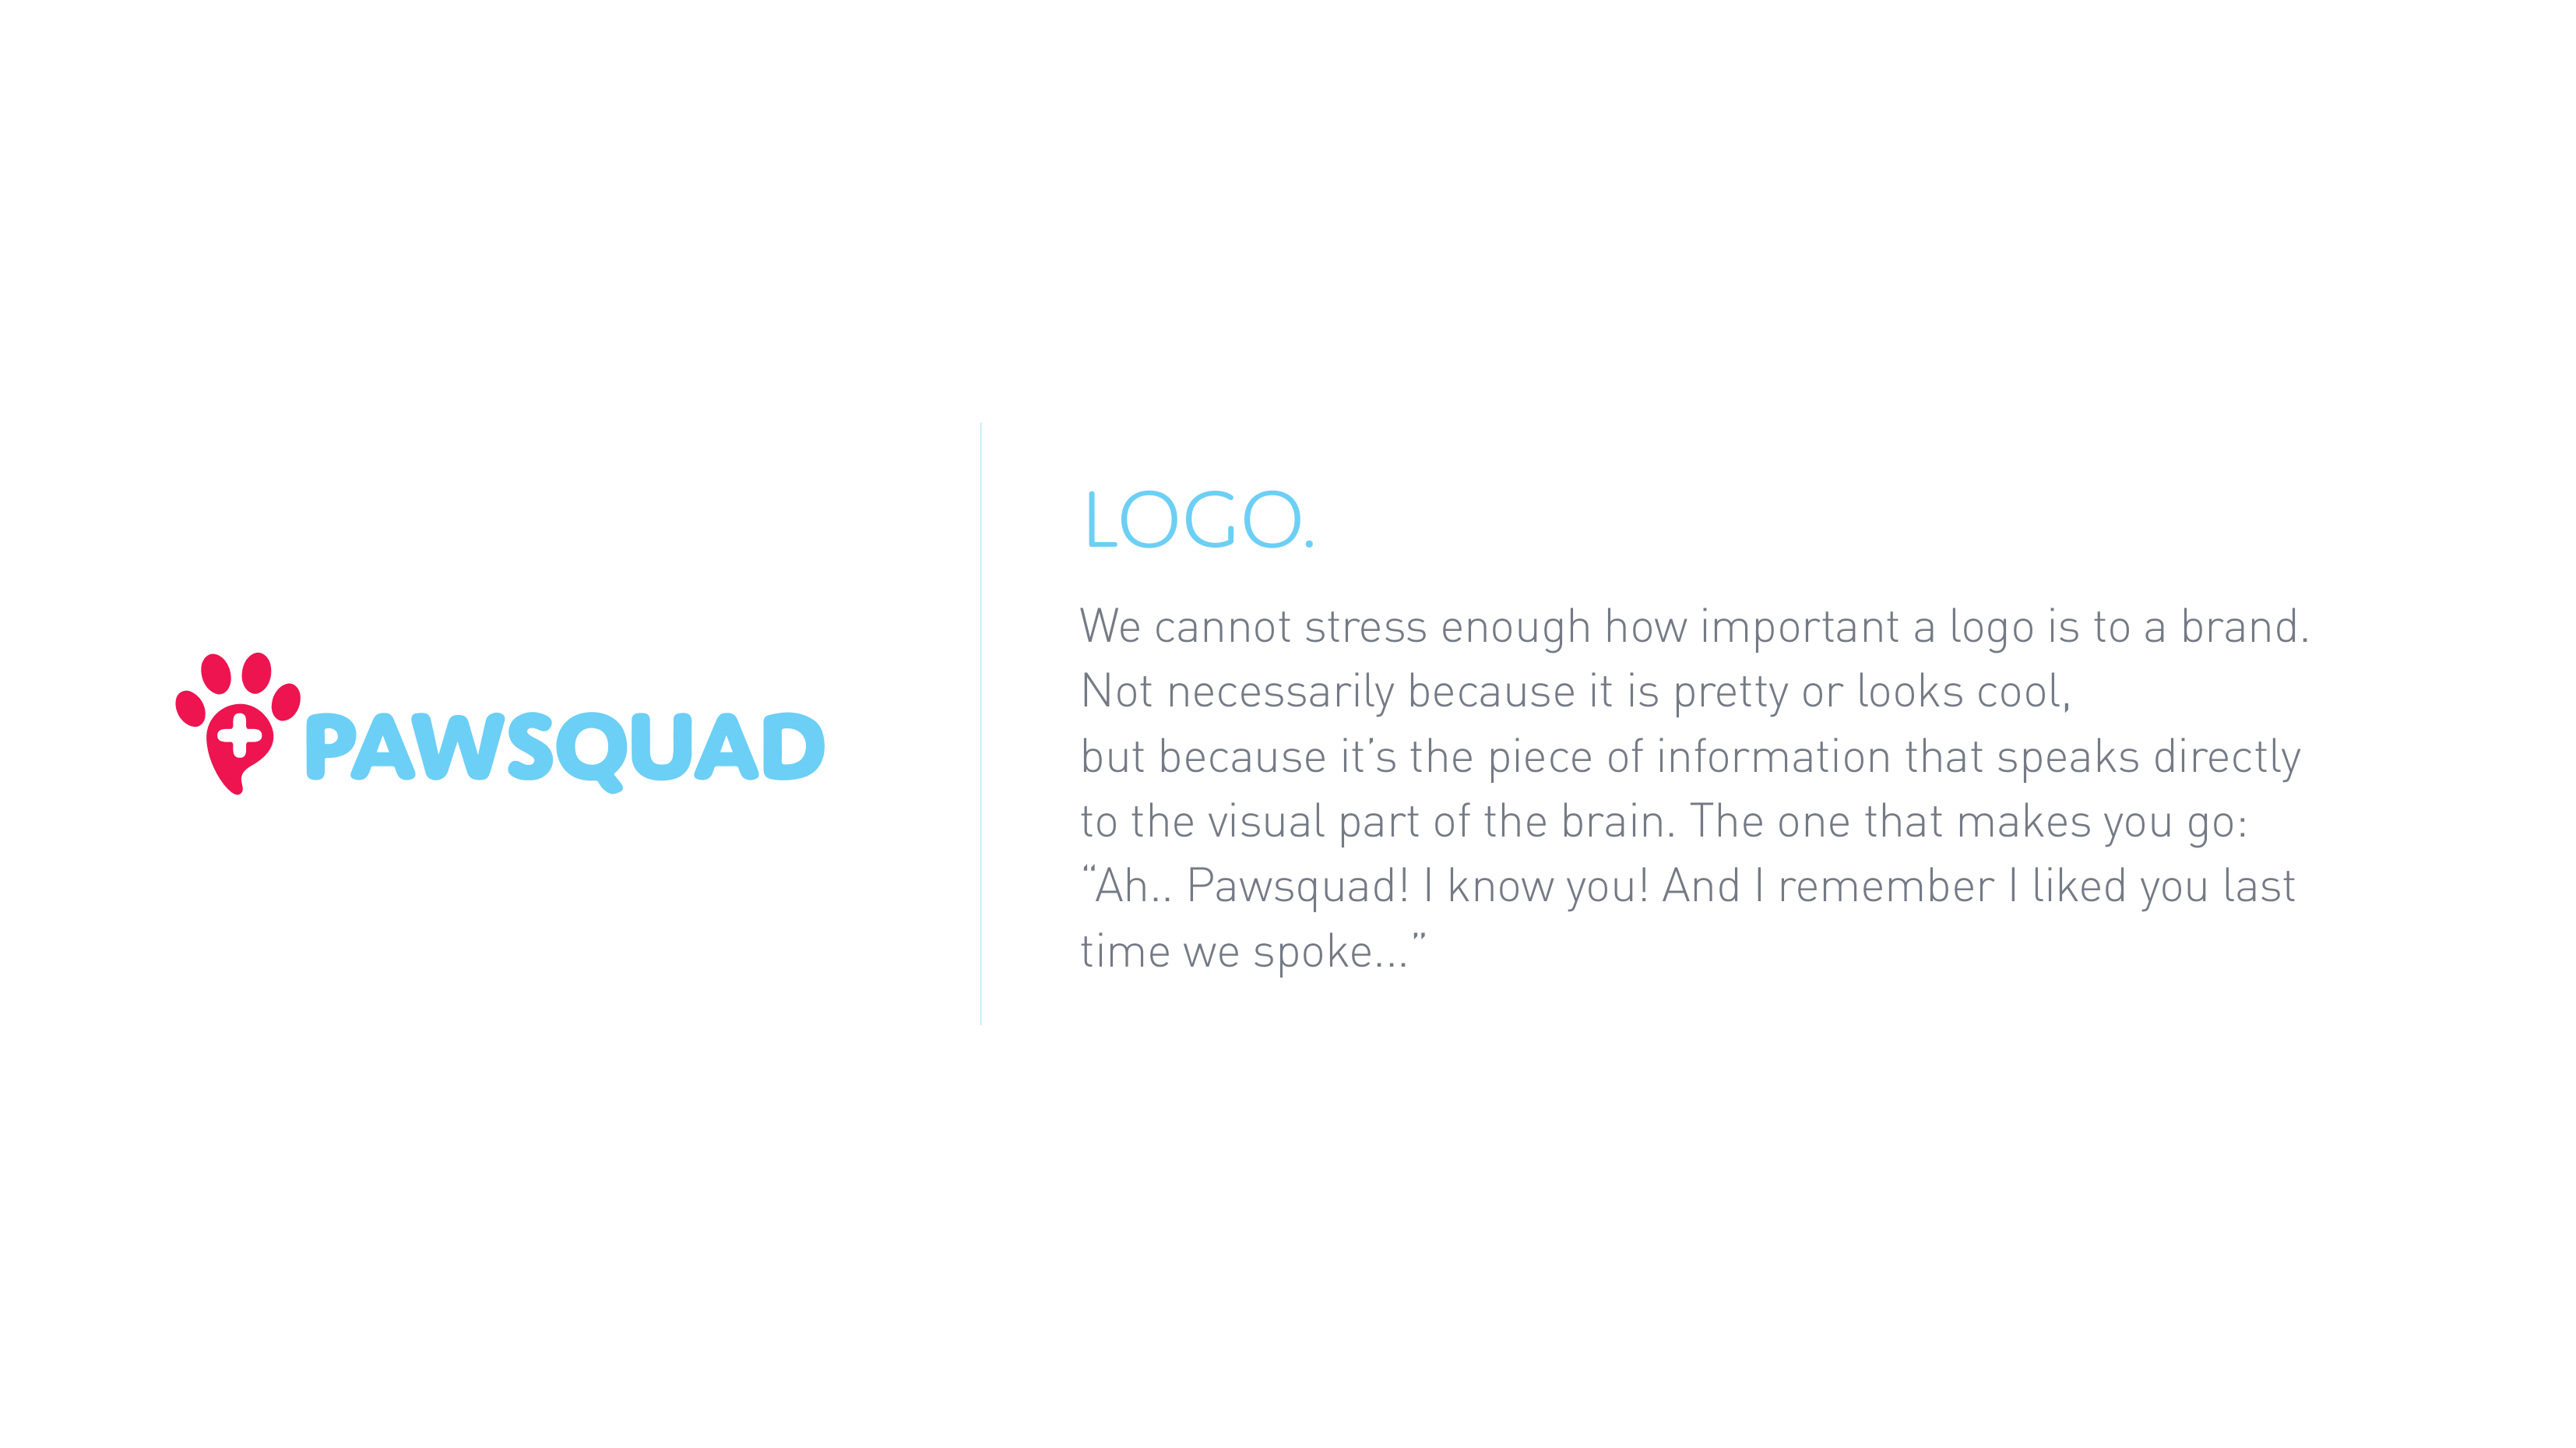 PAWSQUAD
LOGO.
We cannot stress enough how important a logo is to a brand.
Not necessarily because it is pretty or looks cool,
but because it’s the piece of information that speaks directly
to the visual part of the brain. The one that makes you go:
“Ah.. Pawsquad! I know you! And I remember I liked you last
time we spoke...”